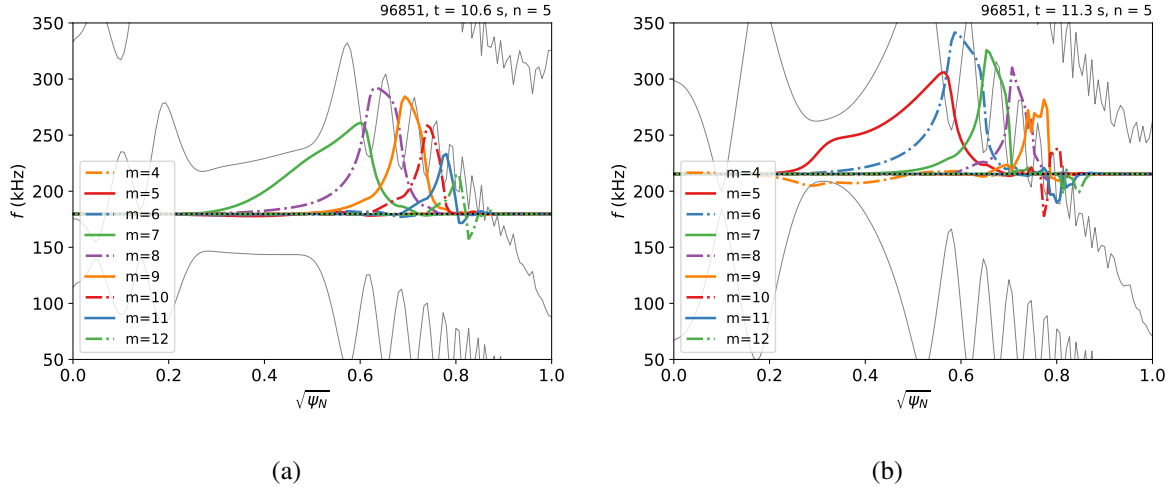 96851, t = 10.6 s, n = 5
350
300
250
200
150
100
50
f (kHz)
m=4
m=5
m=6
m=7
m=8
m=9
m=10
m=11
m=12
0.0 0.2 0.4 0.6 0.8 1.0
√ψ_N
(a)
96851, t = 11.3 s, n = 5
350
300
250
200
150
100
50
f (kHz)
m=4
m=5
m=6
m=7
m=8
m=9
m=10
m=11
m=12
0.0 0.2 0.4 0.6 0.8 1.0
√ψ_N
(b)